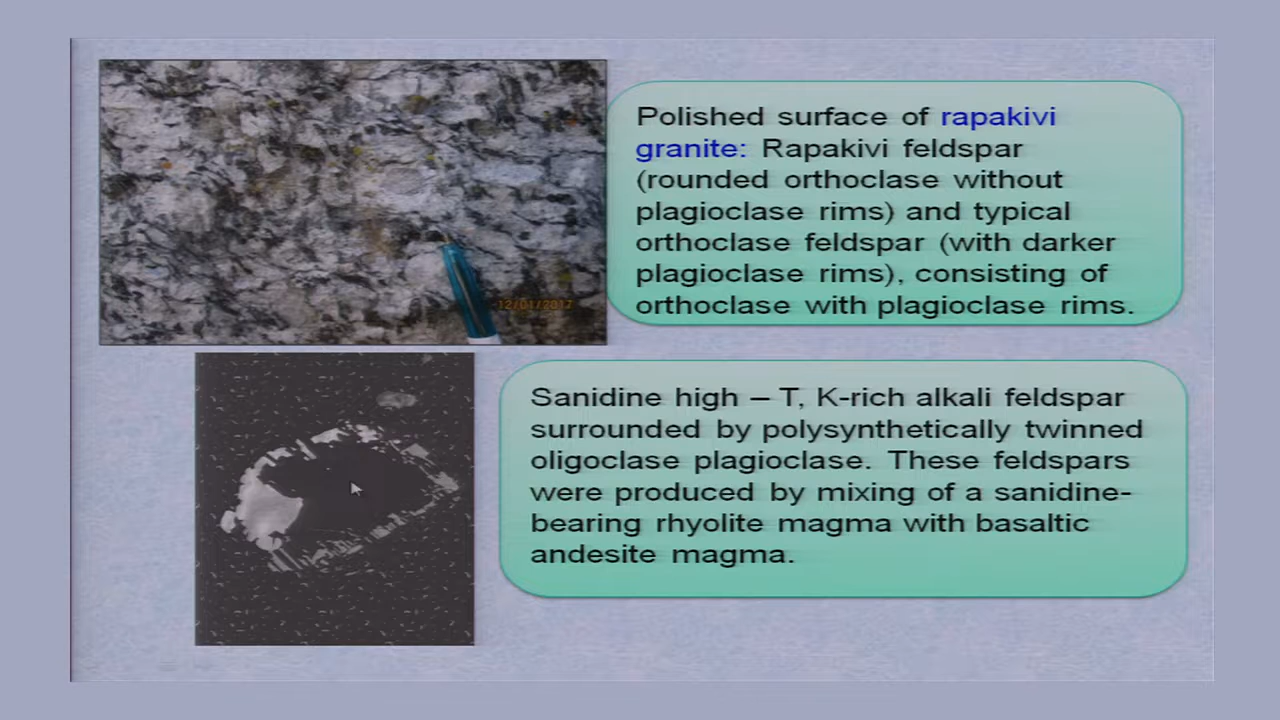 Polished surface of rapakivi
granite: Rapakivi feldspar
(rounded orthoclase without
plagioclase rims) and typical
orthoclase feldspar (with darker
plagioclase rims), consisting of
orthoclase with plagioclase rims.
12/01/2017
Sanidine high – T, K-rich alkali feldspar
surrounded by polysynthetically twinned
oligoclase plagioclase. These feldspars
were produced by mixing of a sanidine-
bearing rhyolite magma with basaltic
andesite magma.